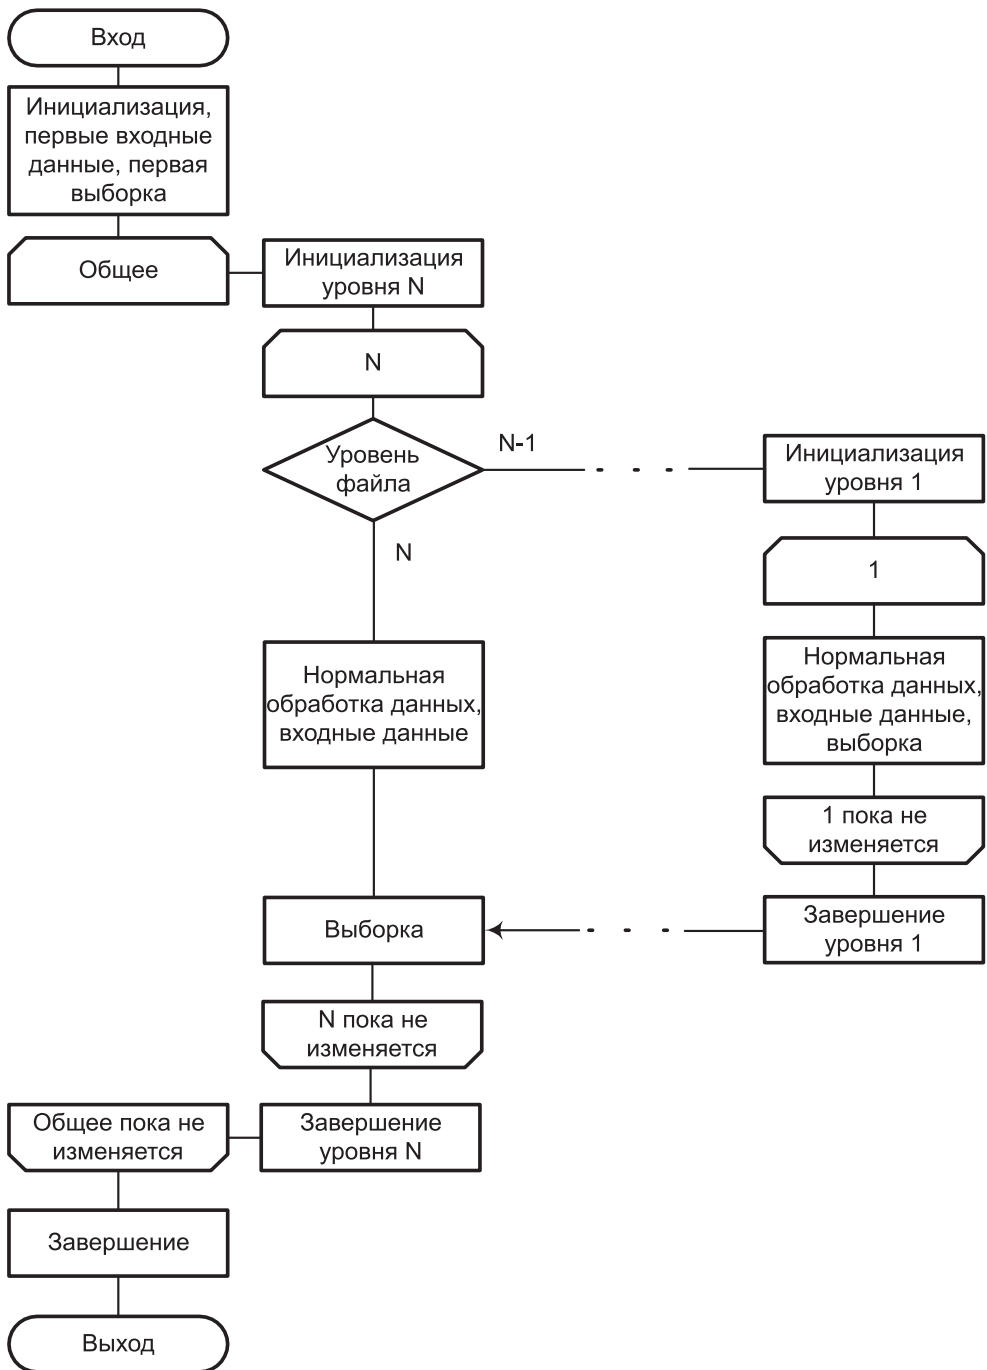 Вход
Инициализация,
первые входные
данные, первая
выборка
Общее
Инициализация
уровня N
N
Уровень
файла
N-1
N
Инициализация
уровня 1
1
Нормальная
обработка данных,
входные данные
Нормальная
обработка данных,
входные данные,
выборка
1 пока не
изменяется
Выборка
Завершение
уровня 1
N пока не
изменяется
Общее пока не
изменяется
Завершение
уровня N
Завершение
Выход